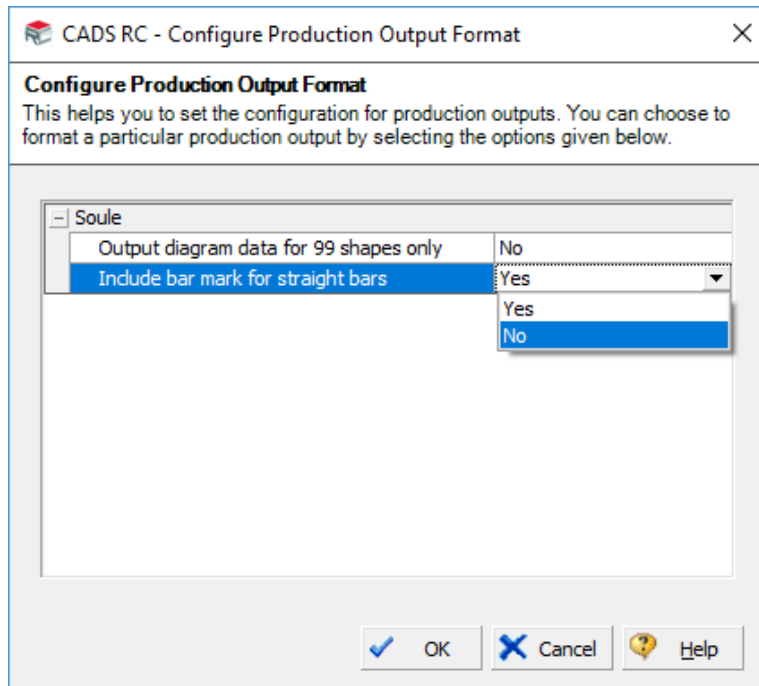 CADS RC - Configure Production Output Format
Configure Production Output Format
This helps you to set the configuration for production outputs. You can choose to
format a particular production output by selecting the options given below.
Soule
Output diagram data for 99 shapes only No
Include bar mark for straight bars Yes
Yes
No
OK Cancel Help